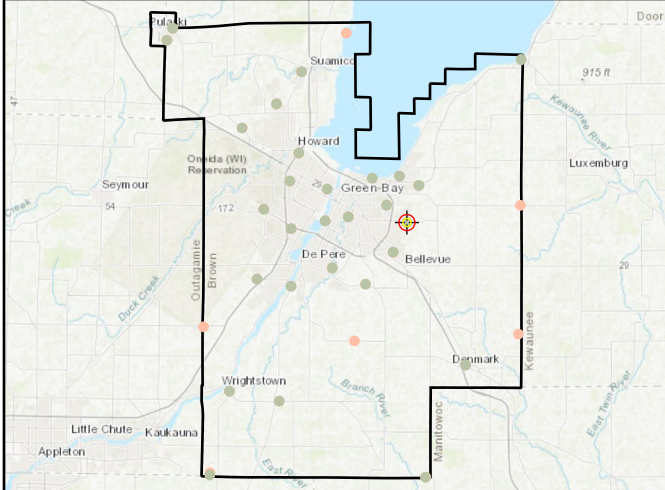 Pulaski
Door
Suamico
915 ft
47
Kewaunee
River
Howard
Oneida (WI)
Reservation
Luxemburg
Seymour
29
Green Bay
Creek
54
172
De Pere
Bellevue
Outagamie
Brown
29
Duck Creek
Kewaunee
Denmark
Wrightstown
Branch River
East Twin River
Little Chute
Kaukauna
Manitowoc
Appleton
East River